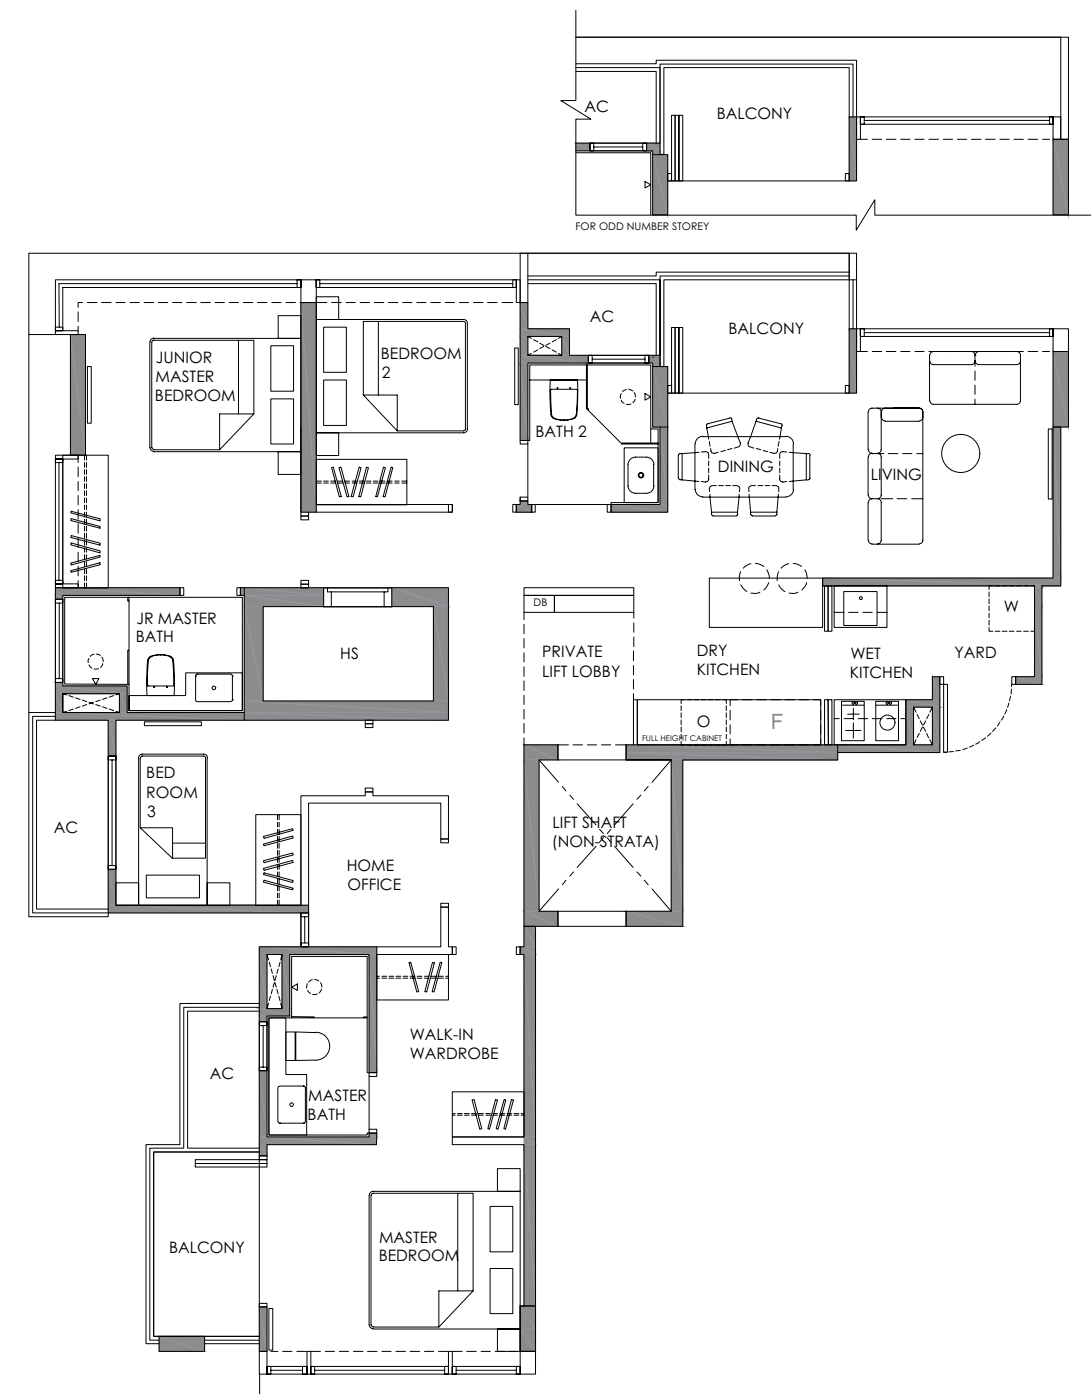 AC
BALCONY
FOR ODD NUMBER STOREY
AC
BALCONY
JUNIOR
MASTER
BEDROOM
BEDROOM
2
BATH 2
DINING
LIVING
DB
W
JR MASTER
BATH
HS
PRIVATE
LIFT LOBBY
DRY
KITCHEN
WET
KITCHEN
YARD
F
FULL HEIGHT CABINET
BED
ROOM
3
AC
LIFT SHAFT
(NON-STRATA)
HOME
OFFICE
WALK-IN
WARDROBE
AC
MASTER
BATH
BALCONY
MASTER
BEDROOM